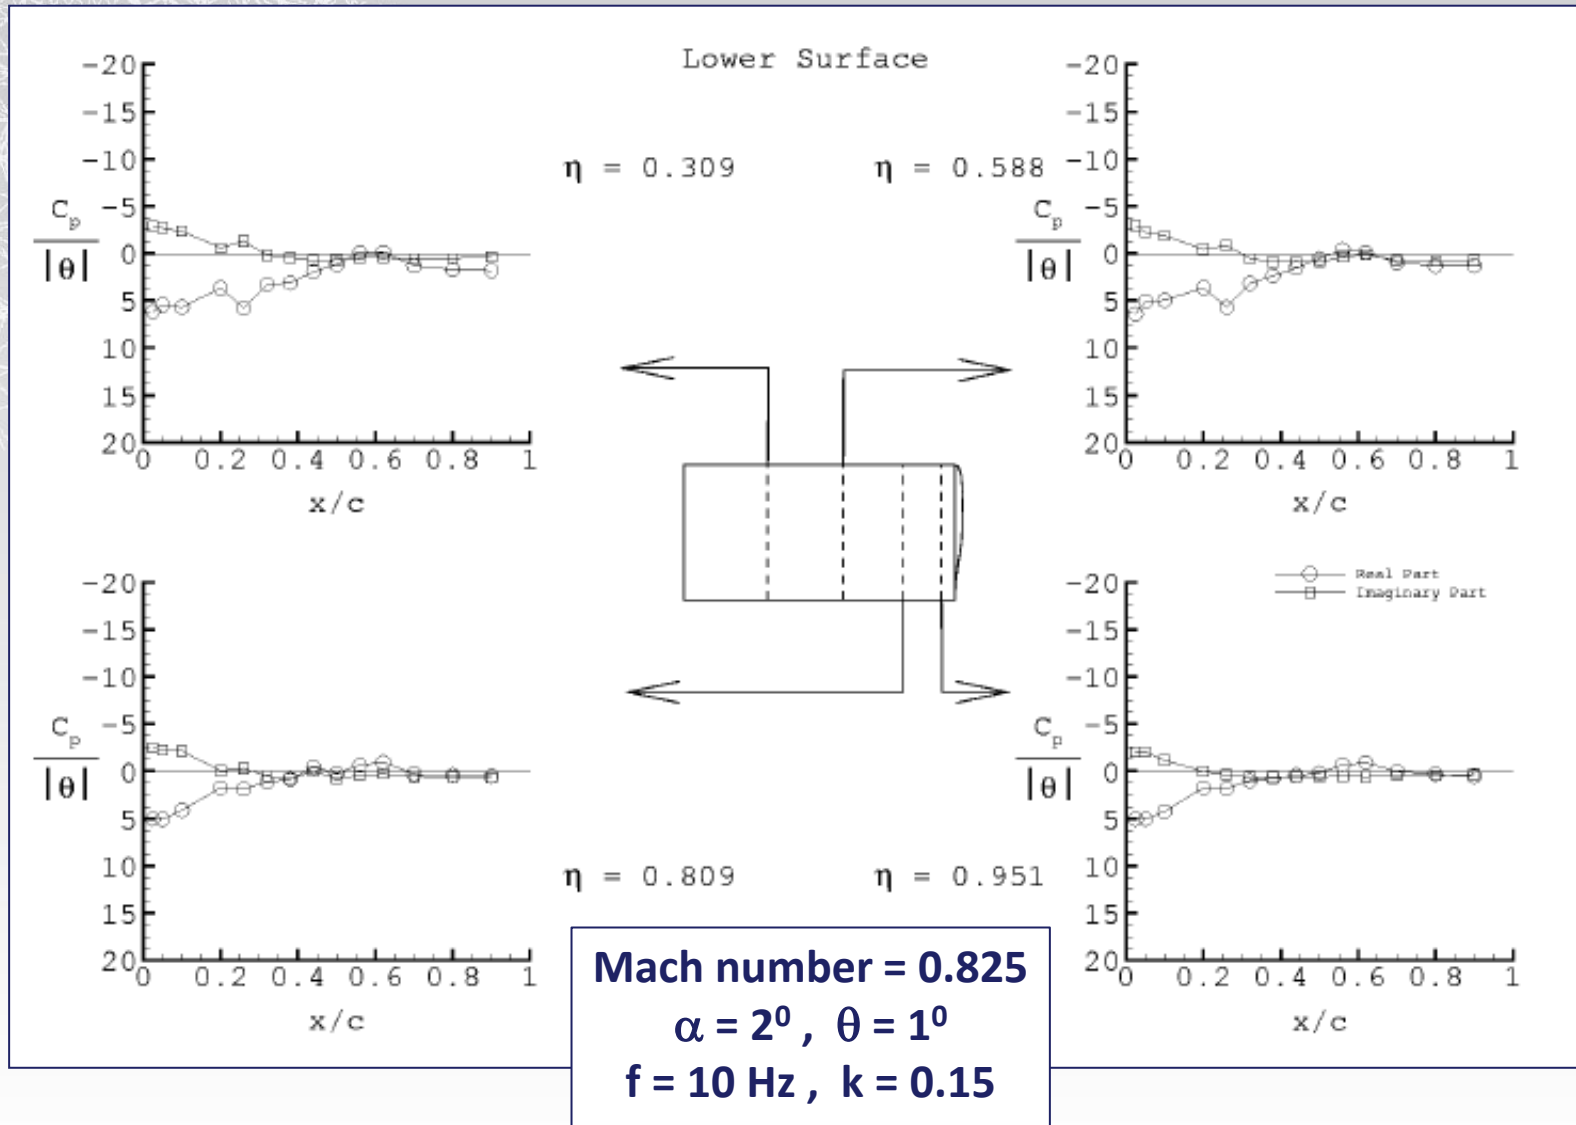 Lower Surface
η = 0.309
η = 0.588
-20
-15
-10
-5
0
5
10
15
20
C_p
|θ|
0 0.2 0.4 0.6 0.8 1
x/c
-20
-15
-10
-5
0
5
10
15
20
C_p
|θ|
0 0.2 0.4 0.6 0.8 1
x/c
-20
-15
-10
-5
0
5
10
15
20
C_p
|θ|
0 0.2 0.4 0.6 0.8 1
x/c
Real Part
Imaginary Part
-20
-15
-10
-5
0
5
10
15
20
C_p
|θ|
0 0.2 0.4 0.6 0.8 1
x/c
η = 0.809
η = 0.951
Mach number = 0.825
α = 2⁰ , θ = 1⁰
f = 10 Hz , k = 0.15